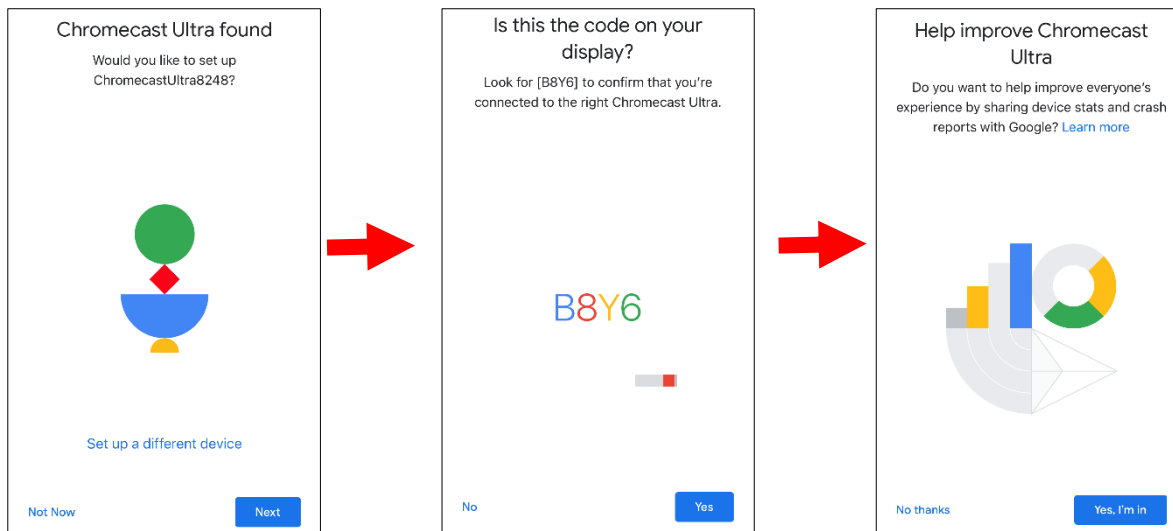 Chromecast Ultra found
Would you like to set up
ChromecastUltra8248?
Set up a different device
Not Now
Next
Is this the code on your
display?
Look for [B8Y6] to confirm that you're
connected to the right Chromecast Ultra.
B8Y6
No
Yes
Help improve Chromecast
Ultra
Do you want to help improve everyone's
experience by sharing device stats and crash
reports with Google? Learn more
No thanks
Yes, I'm in